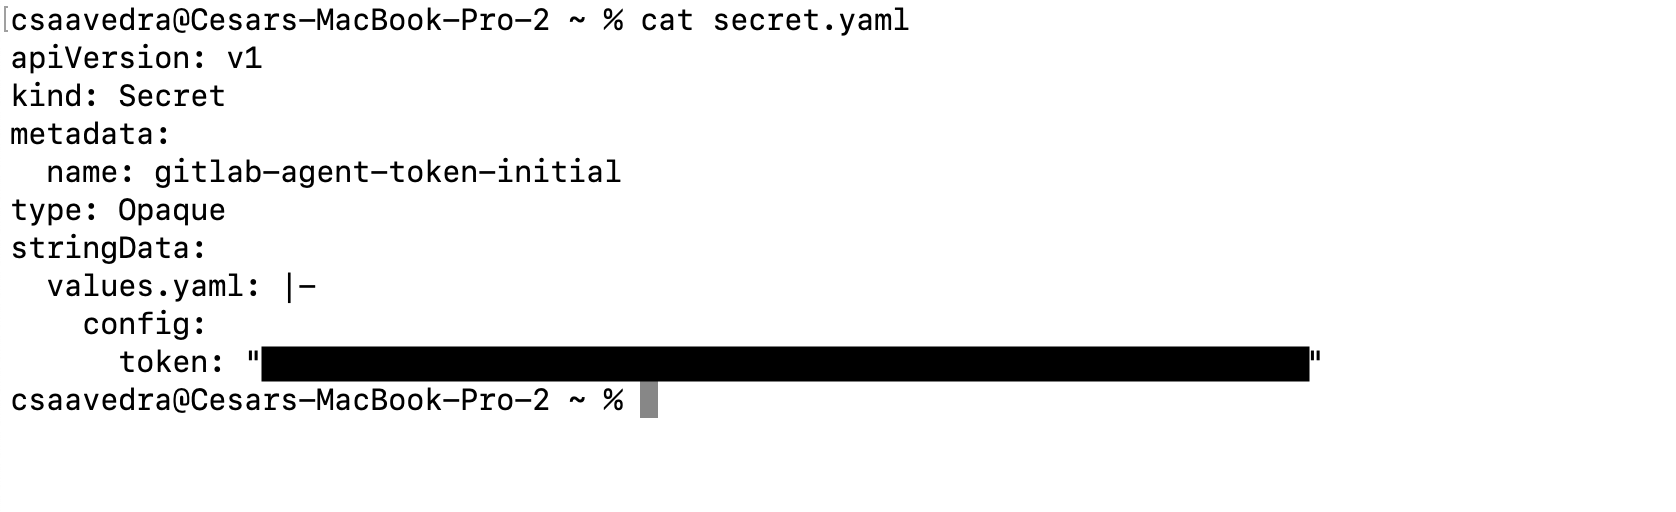 [csaavedra@Cesars-MacBook-Pro-2 ~ % cat secret.yaml
apiVersion: v1
kind: Secret
metadata:
  name: gitlab-agent-token-initial
type: Opaque
stringData:
  values.yaml: |-
    config:
      token: ""
csaavedra@Cesars-MacBook-Pro-2 ~ %